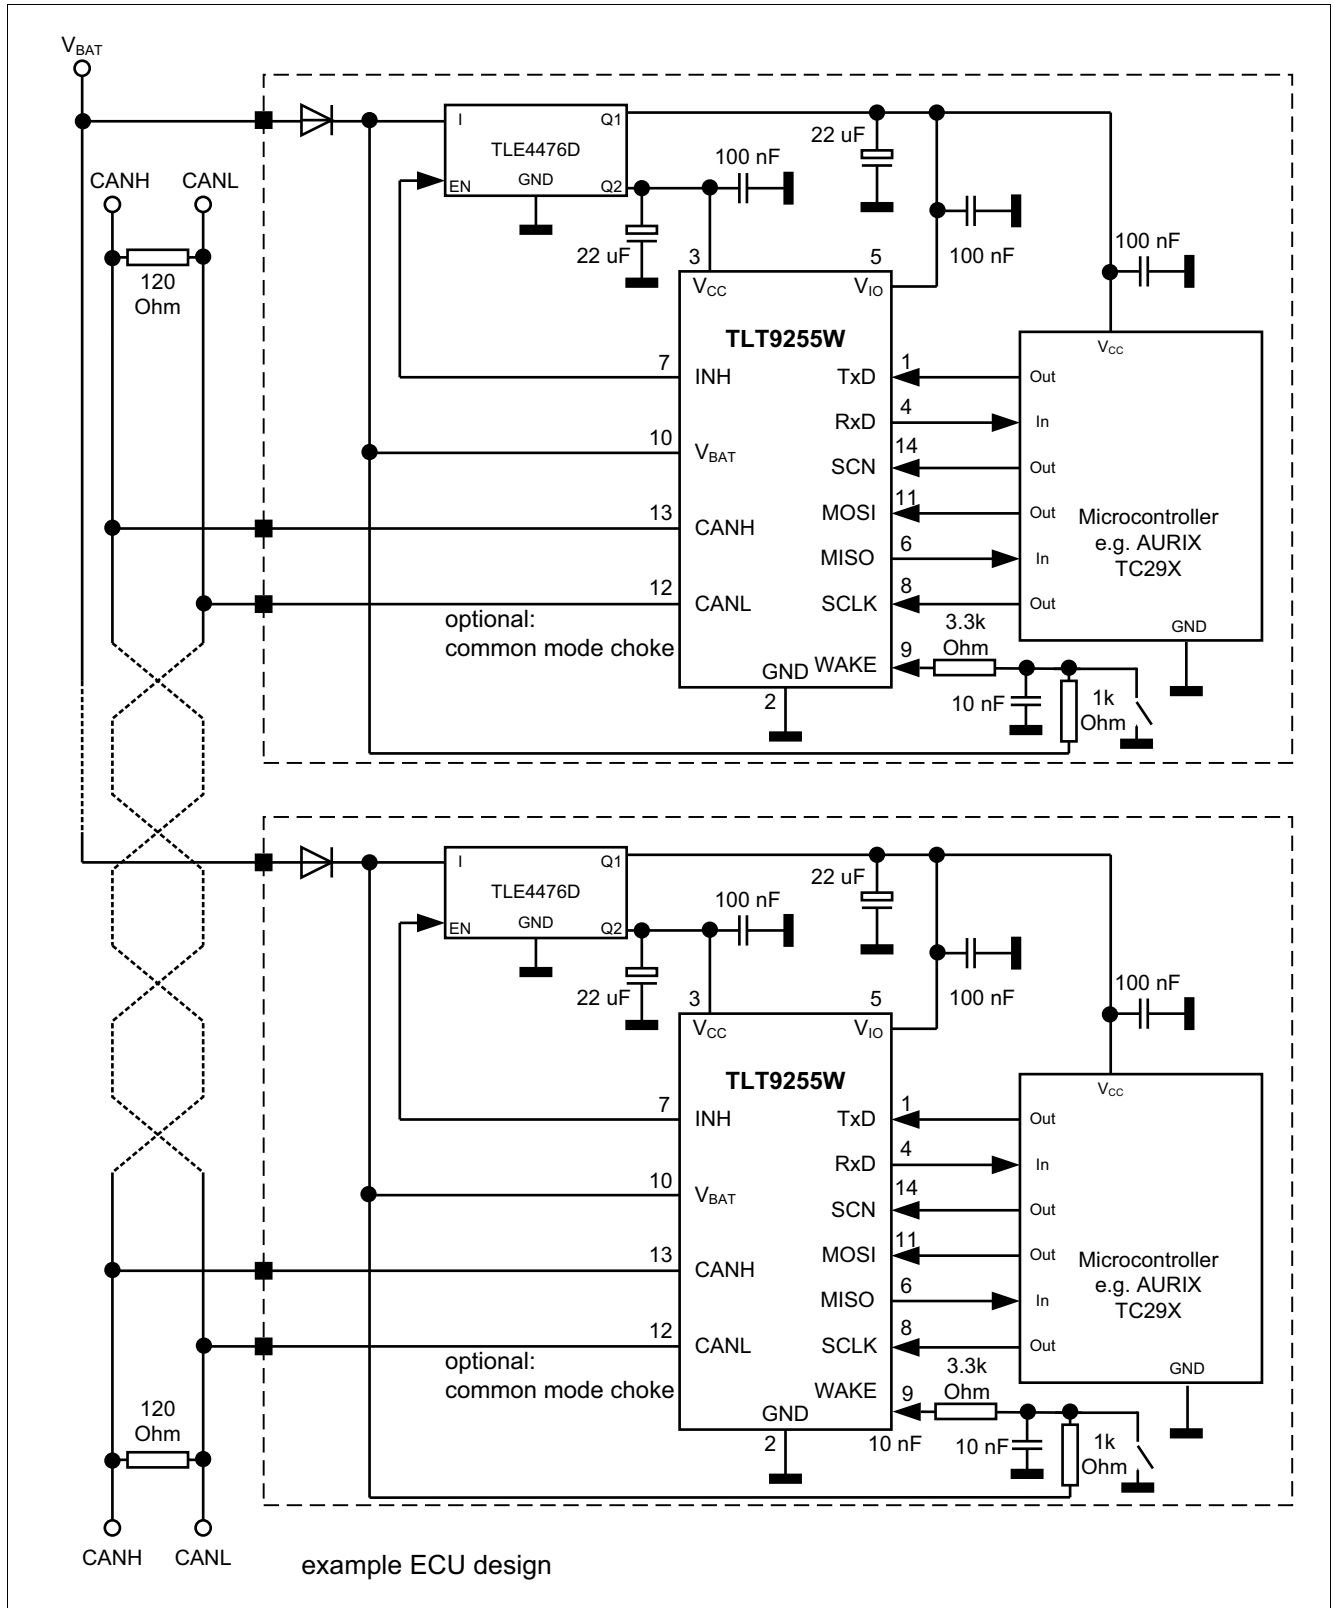 VBAT
CANH CANL
120
Ohm
I Q1
TLE4476D
EN GND Q2
22 uF
100 nF
22 uF
100 nF
100 nF
3 5
VCC VIO
TLT9255W
7 INH TxD 1 Out
RxD 4 In
10 VBAT SCN 14 Out
13 CANH MOSI 11 Out
MISO 6 In
12 CANL SCLK 8 Out
VCC
Microcontroller
e.g. AURIX
TC29X
GND
optional:
common mode choke
GND WAKE 9
2
3.3k
Ohm
10 nF
1k
Ohm
I Q1
TLE4476D
EN GND Q2
22 uF
100 nF
22 uF
100 nF
100 nF
3 5
VCC VIO
TLT9255W
7 INH TxD 1 Out
RxD 4 In
10 VBAT SCN 14 Out
13 CANH MOSI 11 Out
MISO 6 In
12 CANL SCLK 8 Out
VCC
Microcontroller
e.g. AURIX
TC29X
GND
optional:
common mode choke
WAKE 9
GND
2
3.3k
Ohm
10 nF
10 nF
1k
Ohm
120
Ohm
CANH CANL
example ECU design